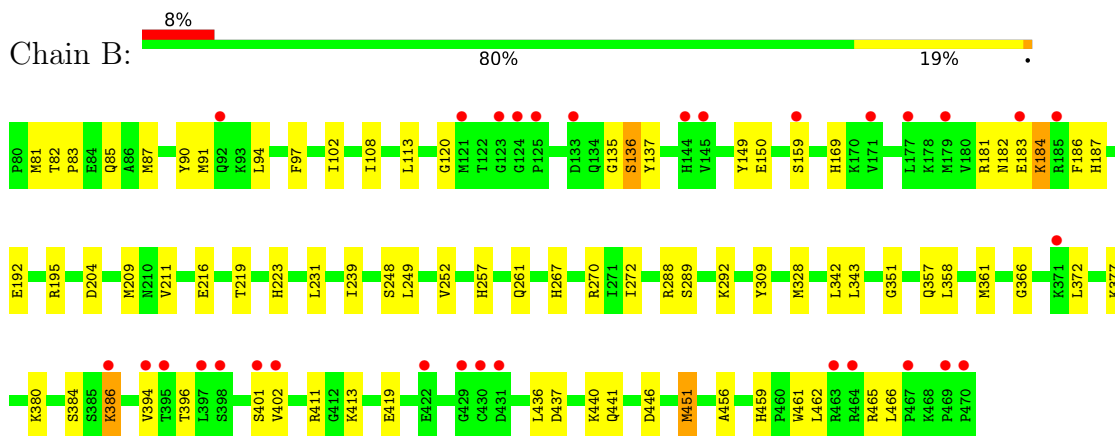 8%
Chain B:
80%
19%
•
P80 M81 T82 P83 E84 Q85 A86 M87 Y90 M91 Q92 K93 L94 F97 I102 I108 L113 G120 M121 T122 G123 G124 P125 D133 Q134 G135 S136 Y137 H144 V145 Y149 E150 S159 H169 K170 V171 L177 K178 M179 V180 R181 N182 E183 K184 R185 F186 H187
E192 R195 D204 M209 N210 V211 E216 T219 H223 L231 I239 S248 L249 V252 H257 Q261 H267 R270 I271 I272 R288 S289 K292 Y309 M328 L342 L343 G351 Q357 L358 M361 G366 K371 L372 K377
K380 S384 S385 K386 V394 T395 T396 L397 S398 S401 V402 R411 G412 K413 E419 E422 G429 C430 D431 L436 D437 K440 Q441 D446 M451 A456 H459 P460 W461 L462 R463 R464 R465 L466 P467 K468 P469 P470